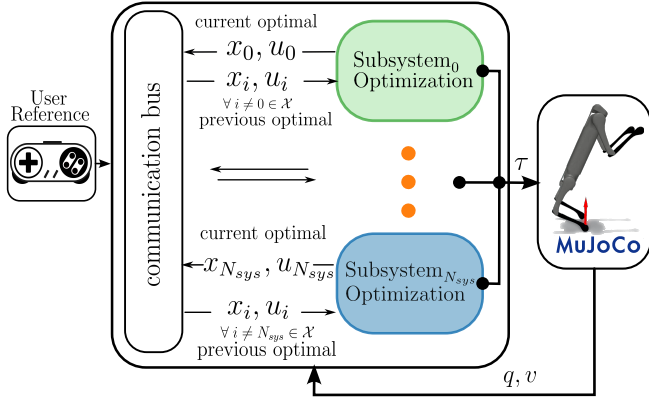 User
Reference
communication bus
current optimal
x_0, u_0
x_i, u_i
∀ i ≠ 0 ∈ 𝒳
previous optimal
Subsystem_0
Optimization
current optimal
x_{N_{sys}}, u_{N_{sys}}
x_i, u_i
∀ i ≠ N_{sys} ∈ 𝒳
previous optimal
Subsystem_{N_{sys}}
Optimization
τ
MuJoCo
q, v